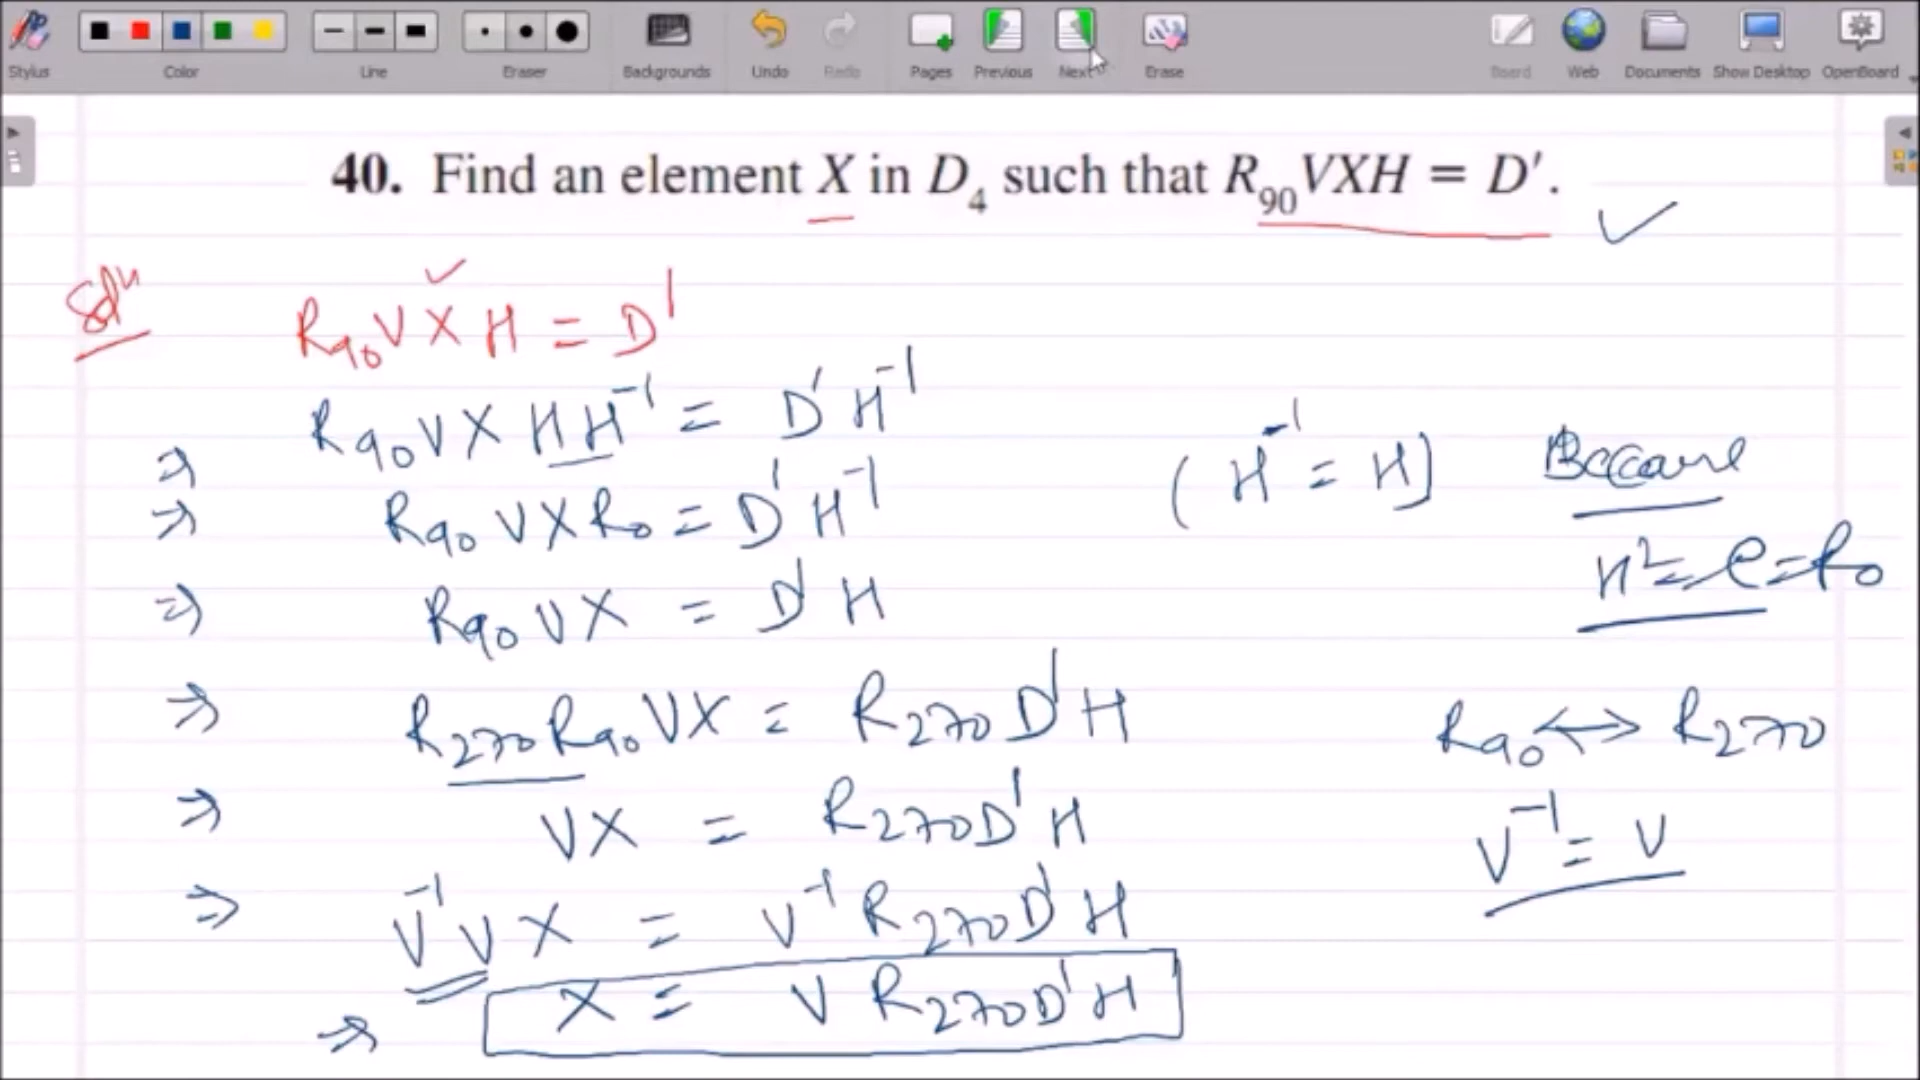 Stylus Color Line Eraser Backgrounds Undo Redo Pages Previous Next Erase Board Web Documents Show Desktop OpenBoard
40. Find an element X in D₄ such that R₉₀VXH = D′.
Solⁿ
R₉₀VXH = D′
⇒ R₉₀VXHH⁻¹ = D′H⁻¹
(H⁻¹ = H) Because
⇒ R₉₀VXR₀ = D′H⁻¹
H² = e = R₀
⇒ R₉₀VX = D′H
⇒ R₂₇₀R₉₀VX = R₂₇₀D′H
R₉₀ ↔ R₂₇₀
⇒ VX = R₂₇₀D′H
V⁻¹ = V
⇒ V⁻¹VX = V⁻¹R₂₇₀D′H
⇒ X = VR₂₇₀D′H